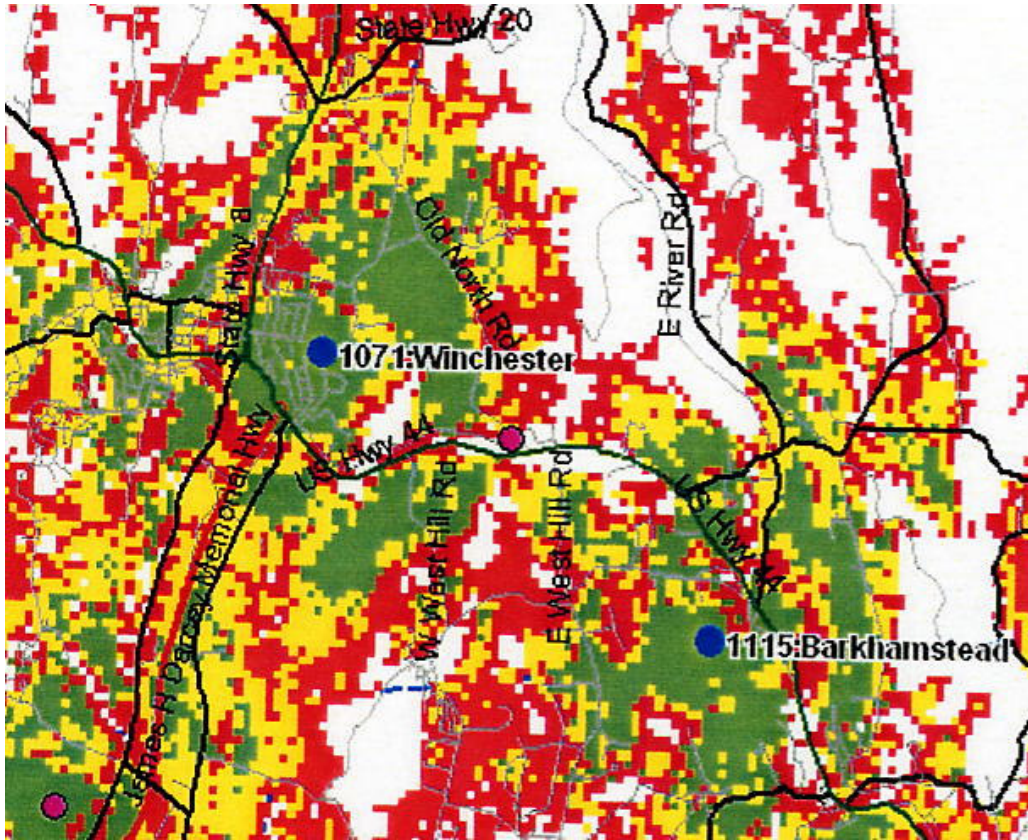 State Hwy 20
Old North Rd
State Hwy 8
E River Rd
1071:Winchester
US Hwy 44
James H Darcey Memorial Hwy
W West Hill Rd
E West Hill Rd
US Hwy 44
1115:Barkhamstead